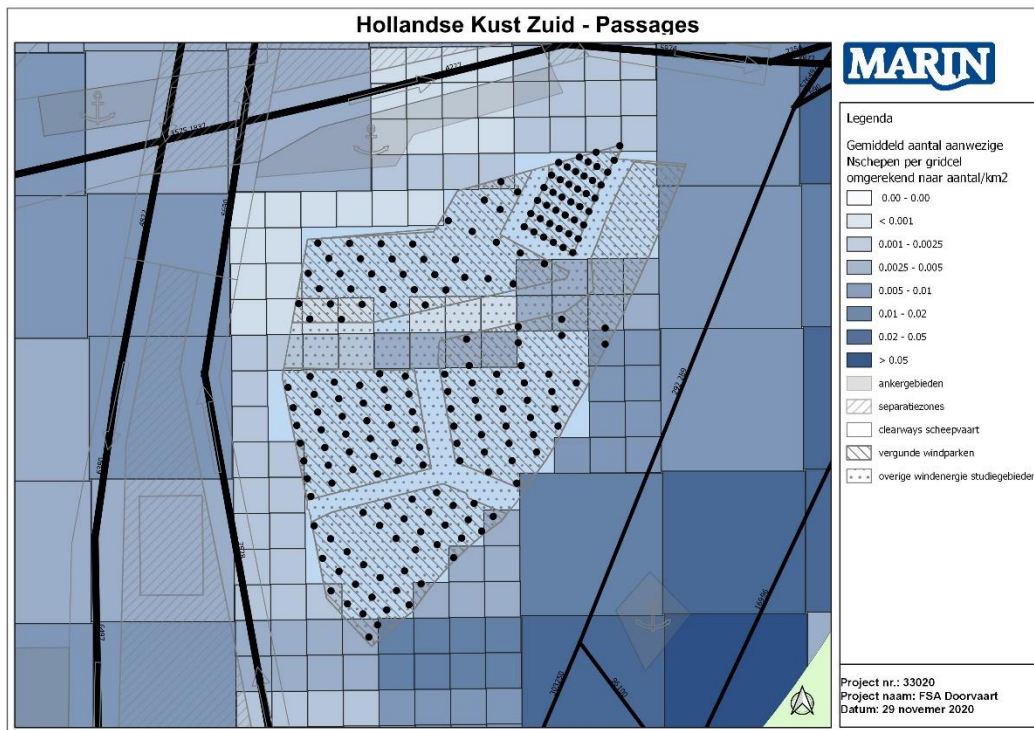 Hollandse Kust Zuid - Passages
MARIN
Legenda
Gemiddeld aantal aanwezige
Nschepen per gridcel
omgerekend naar aantal/km2
0.00 - 0.00
< 0.001
0.001 - 0.0025
0.0025 - 0.005
0.005 - 0.01
0.01 - 0.02
0.02 - 0.05
> 0.05
ankergebieden
separatiezones
clearways scheepvaart
vergunde windparken
overige windenergie studiegebieden
4237
Project nr.: 33020
Project naam: FSA Doorvaart
Datum: 29 novemer 2020